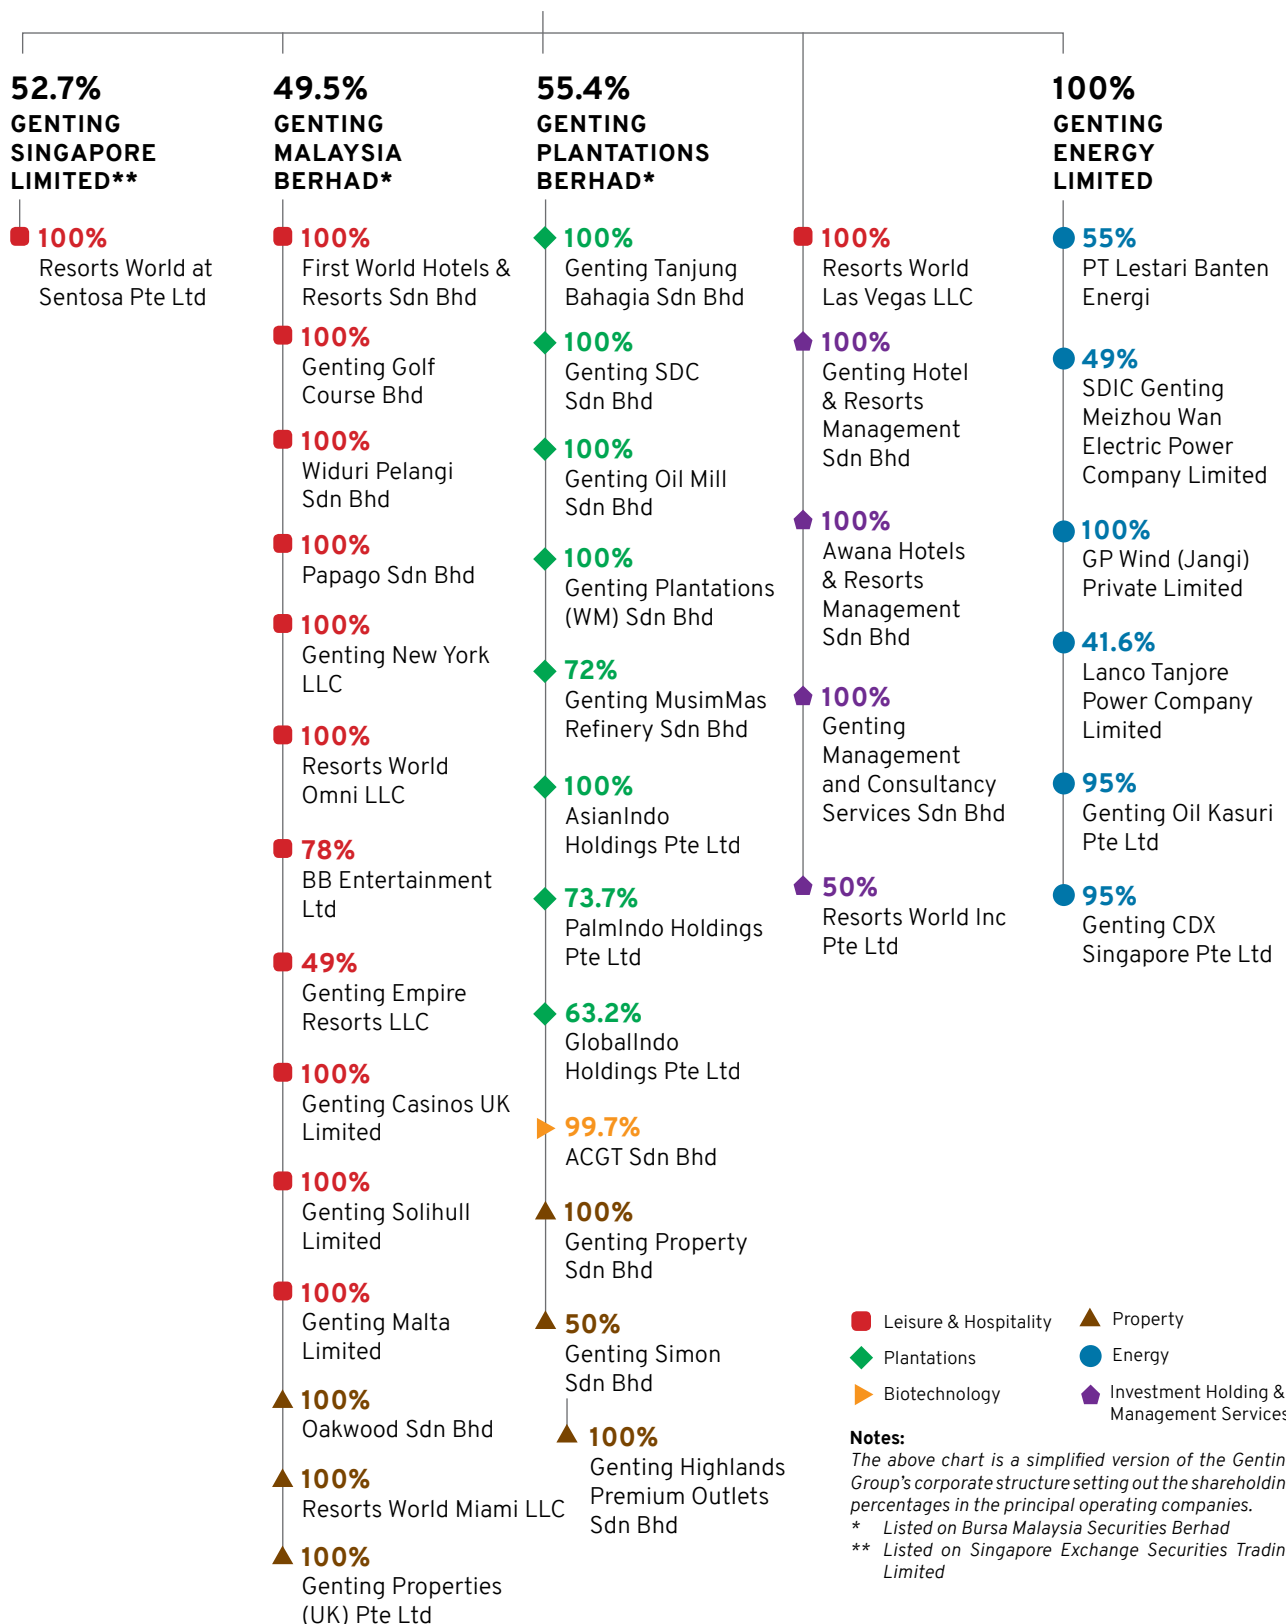 52.7%
GENTING
SINGAPORE
LIMITED**
100%
Resorts World at
Sentosa Pte Ltd
49.5%
GENTING
MALAYSIA
BERHAD*
100%
First World Hotels &
Resorts Sdn Bhd
100%
Genting Golf
Course Bhd
100%
Widuri Pelangi
Sdn Bhd
100%
Papago Sdn Bhd
100%
Genting New York
LLC
100%
Resorts World
Omni LLC
78%
BB Entertainment
Ltd
49%
Genting Empire
Resorts LLC
100%
Genting Casinos UK
Limited
100%
Genting Solihull
Limited
100%
Genting Malta
Limited
100%
Oakwood Sdn Bhd
100%
Resorts World Miami LLC
100%
Genting Properties
(UK) Pte Ltd
55.4%
GENTING
PLANTATIONS
BERHAD*
100%
Genting Tanjung
Bahagia Sdn Bhd
100%
Genting SDC
Sdn Bhd
100%
Genting Oil Mill
Sdn Bhd
100%
Genting Plantations
(WM) Sdn Bhd
72%
Genting MusimMas
Refinery Sdn Bhd
100%
AsianIndo
Holdings Pte Ltd
73.7%
PalmIndo Holdings
Pte Ltd
63.2%
GlobalIndo
Holdings Pte Ltd
99.7%
ACGT Sdn Bhd
100%
Genting Property
Sdn Bhd
50%
Genting Simon
Sdn Bhd
100%
Genting Highlands
Premium Outlets
Sdn Bhd
100%
Resorts World
Las Vegas LLC
100%
Genting Hotel
& Resorts
Management
Sdn Bhd
100%
Awana Hotels
& Resorts
Management
Sdn Bhd
100%
Genting
Management
and Consultancy
Services Sdn Bhd
50%
Resorts World Inc
Pte Ltd
100%
GENTING
ENERGY
LIMITED
55%
PT Lestari Banten
Energi
49%
SDIC Genting
Meizhou Wan
Electric Power
Company Limited
100%
GP Wind (Jangi)
Private Limited
41.6%
Lanco Tanjore
Power Company
Limited
95%
Genting Oil Kasuri
Pte Ltd
95%
Genting CDX
Singapore Pte Ltd
Leisure & Hospitality
Plantations
Biotechnology
Property
Energy
Investment Holding &
Management Services
Notes:
The above chart is a simplified version of the Gentin
Group's corporate structure setting out the shareholdin
percentages in the principal operating companies.
* Listed on Bursa Malaysia Securities Berhad
** Listed on Singapore Exchange Securities Tradin
Limited